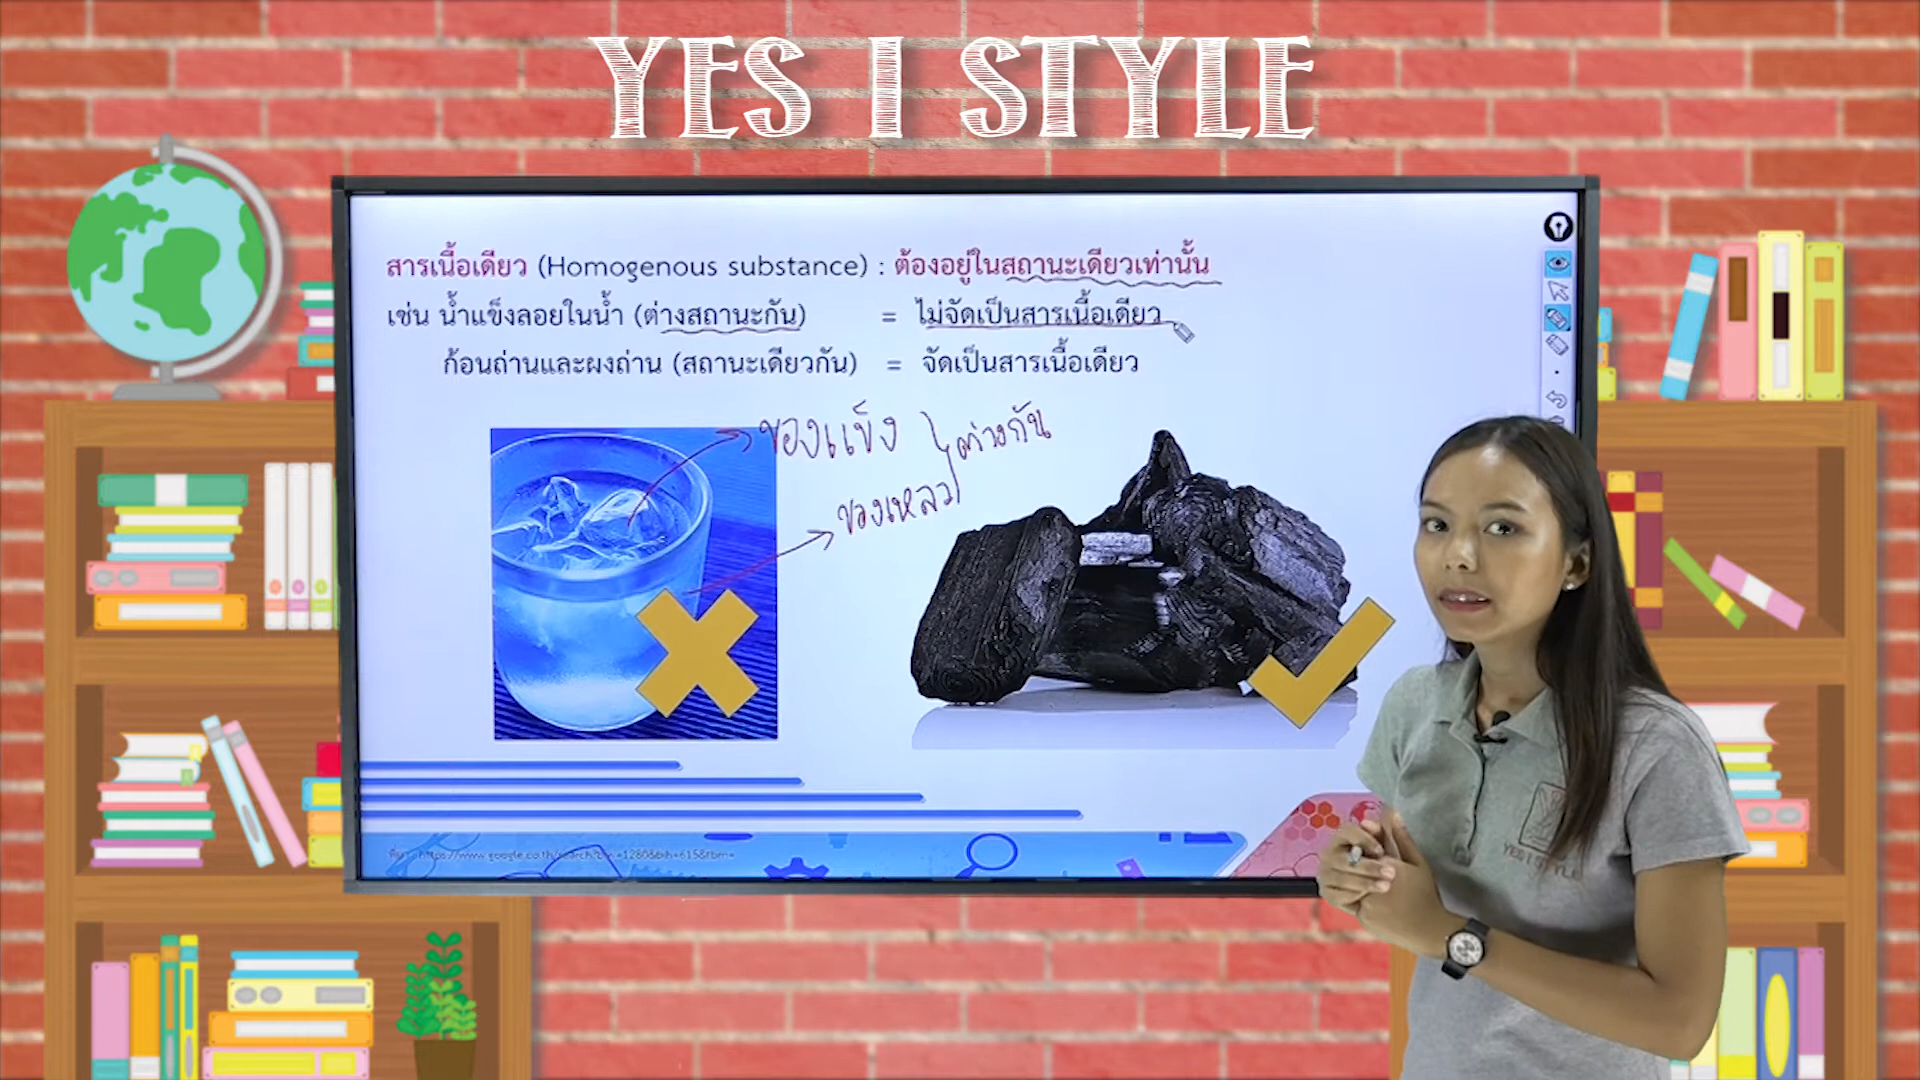 YES I STYLE
สารเนื้อเดียว (Homogenous substance) : ต้องอยู่ในสถานะเดียวเท่านั้น
เช่น น้ำแข็งลอยในน้ำ (ต่างสถานะกัน) = ไม่จัดเป็นสารเนื้อเดียว
ก้อนถ่านและผงถ่าน (สถานะเดียวกัน) = จัดเป็นสารเนื้อเดียว
ของแข็ง
ต่างกัน
ของเหลว
YES I STYLE